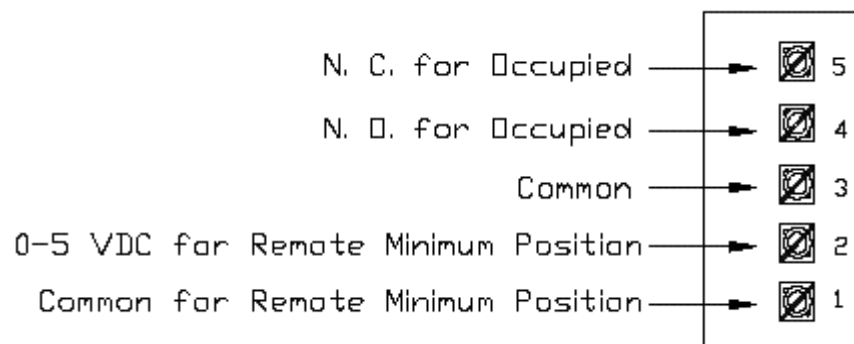 N. C. for Occupied 5
N. O. for Occupied 4
Common 3
0-5 VDC for Remote Minimum Position 2
Common for Remote Minimum Position 1